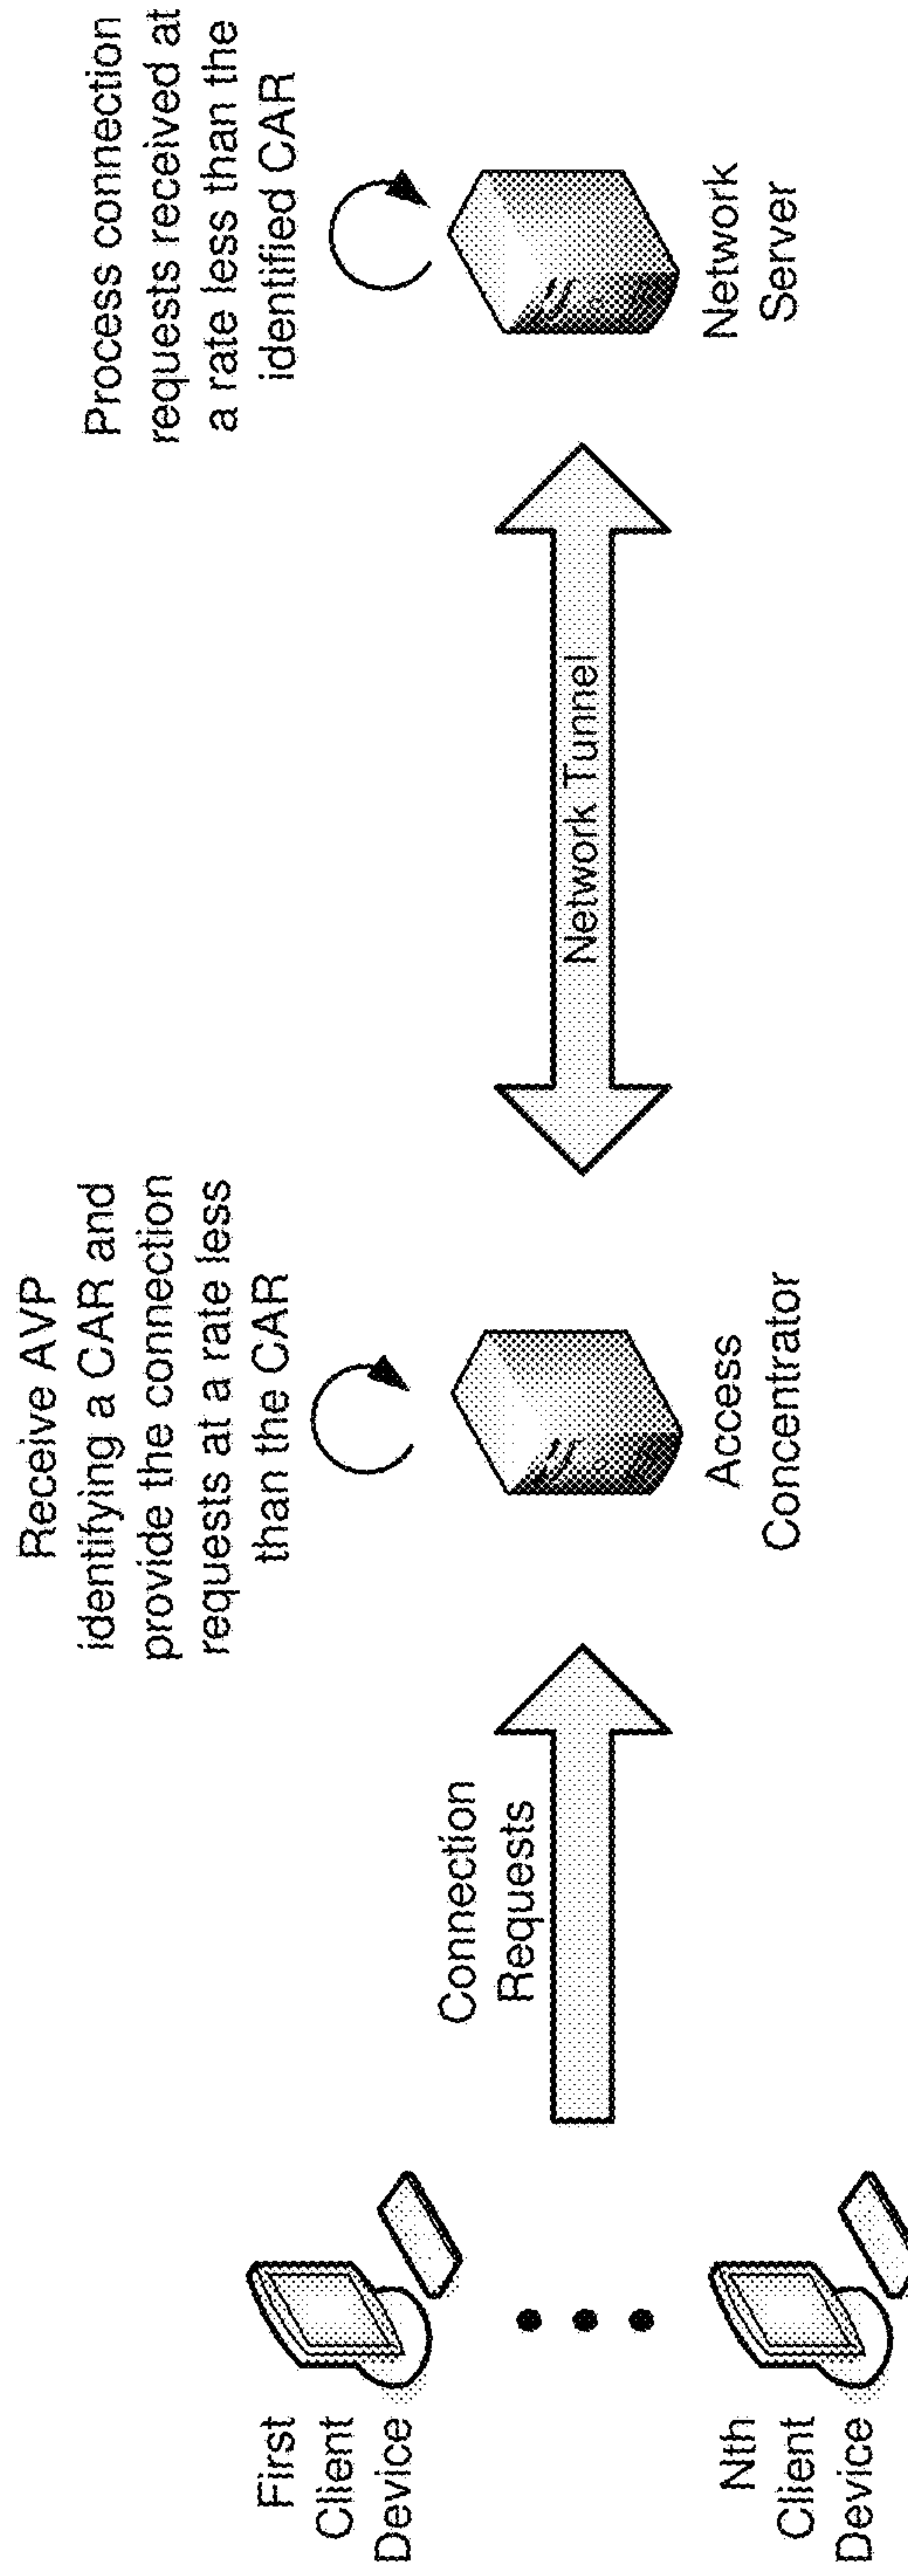 First
Client
Device
Nth
Client
Device
Connection
Requests
Receive AVP
identifying a CAR and
provide the connection
requests at a rate less
than the CAR
Access
Concentrator
Network Tunnel
Process connection
requests received at
a rate less than the
identified CAR
Network
Server